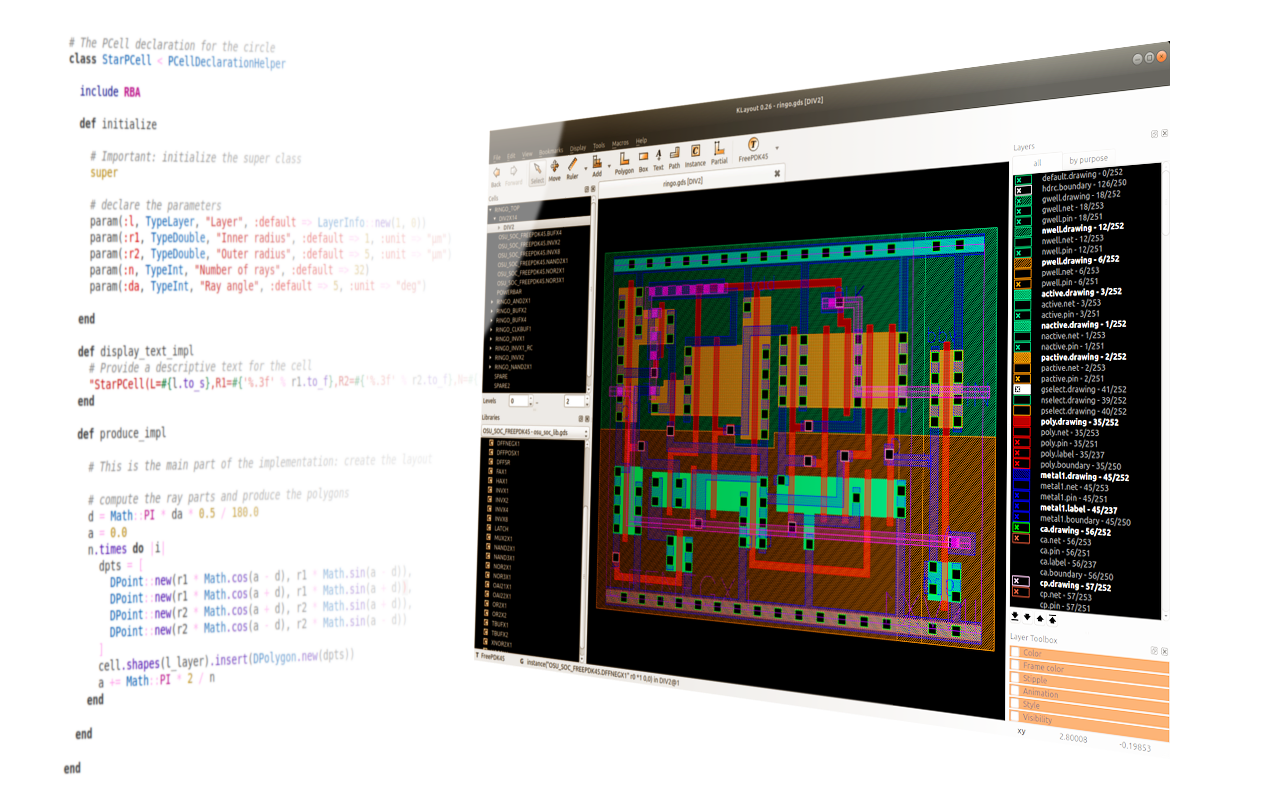 # The PCell declaration for the circle
class StarPCell < PCellDeclarationHelper
include RBA
def initialize
# Important: initialize the super class
super
# declare the parameters
param(:l, TypeLayer, "Layer", :default => LayerInfo::new(1, 0))
param(:r1, TypeDouble, "Inner radius", :default => 1, :unit => "µm")
param(:r2, TypeDouble, "Outer radius", :default => 5, :unit => "µm")
param(:n, TypeInt, "Number of rays", :default => 32)
param(:da, TypeInt, "Ray angle", :default => 5, :unit => "deg")
end
def display_text_impl
# Provide a descriptive text for the cell
"StarPCell(L=#{l.to_s},R1=#{'%.3f' % r1.to_f},R2=#{'%.3f' % r2.to_f},
end
def produce_impl
# This is the main part of the implementation: create the layout
# compute the ray parts and produce the polygons
d = Math::PI * da * 0.5 / 180.0
a = 0.0
n.times do |i|
dpts = [
DPoint::new(r1 * Math.cos(a - d), r1 * Math.sin(a - d)),
DPoint::new(r1 * Math.cos(a + d), r1 * Math.sin(a + d)),
DPoint::new(r2 * Math.cos(a + d), r2 * Math.sin(a + d)),
DPoint::new(r2 * Math.cos(a - d), r2 * Math.sin(a - d))
]
cell.shapes(l_layer).insert(DPolygon.new(dpts))
a += Math::PI * 2 / n
end
end
end
KLayout 0.26 - ringo.gds [DIV2]
File Edit View Bookmarks Display Tools Macros Help
Back Forward Select Move Ruler Add Polygon Box Text Path Instance Partial FreePDK45
ringo.gds [DIV2]
Cells
RINGO_TOP
DIV2X14
DIV2
OSU_SOC_FREEPDK45.BUFX4
OSU_SOC_FREEPDK45.INVX2
OSU_SOC_FREEPDK45.INVX8
OSU_SOC_FREEPDK45.NAND2X1
OSU_SOC_FREEPDK45.NOR2X1
OSU_SOC_FREEPDK45.NOR3X1
POWERBAR
RINGO_AND2X1
RINGO_BUFX2
RINGO_BUFX4
RINGO_CLKBUF1
RINGO_INVX1
RINGO_INVX1_RC
RINGO_INVX2
RINGO_NAND2X1
SPARE
SPARE2
Levels 0 .. 2
Libraries
OSU_SOC_FREEPDK45 - osu_soc_lib.gds
DFFNEGX1
DFFPOSX1
DFFSR
FAX1
HAX1
INVX1
INVX2
INVX4
INVX8
LATCH
MUX2X1
NAND2X1
NAND3X1
NOR2X1
NOR3X1
OAI21X1
OAI22X1
OR2X1
OR2X2
TBUFX1
TBUFX2
XNOR2X1
T FreePDK45 G instance("OSU_SOC_FREEPDK45.DFFNEGX1" r0 *1 0,0) in DIV2@1
Layers
all by purpose
default.drawing - 0/252
hdrc.boundary - 126/250
gwell.drawing - 18/252
gwell.net - 18/253
gwell.pin - 18/251
nwell.drawing - 12/252
nwell.net - 12/253
nwell.pin - 12/251
pwell.drawing - 6/252
pwell.net - 6/253
pwell.pin - 6/251
active.drawing - 3/252
active.net - 3/253
active.pin - 3/251
nactive.drawing - 1/252
nactive.net - 1/253
nactive.pin - 1/251
pactive.drawing - 2/252
pactive.net - 2/253
pactive.pin - 2/251
gselect.drawing - 41/252
nselect.drawing - 39/252
pselect.drawing - 40/252
poly.drawing - 35/252
poly.net - 35/253
poly.pin - 35/251
poly.label - 35/237
poly.boundary - 35/250
metal1.drawing - 45/252
metal1.net - 45/253
metal1.pin - 45/251
metal1.label - 45/237
metal1.boundary - 45/250
ca.drawing - 56/252
ca.net - 56/253
ca.pin - 56/251
ca.label - 56/237
ca.boundary - 56/250
cp.drawing - 57/252
cp.net - 57/253
cp.pin - 57/251
Layer Toolbox
Color
Frame color
Stipple
Animation
Style
Visibility
xy 2.80008 -0.19853